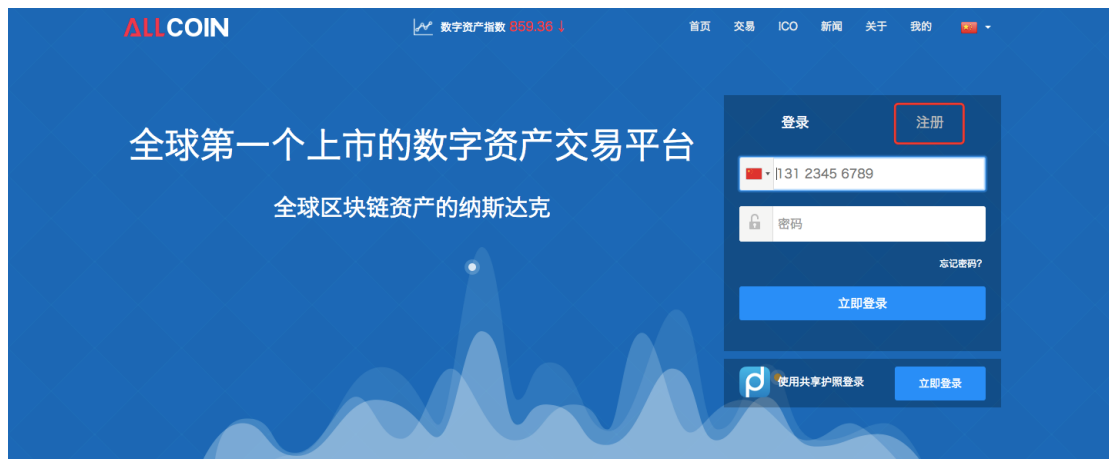 ALLCOIN
数字资产指数 859.36↓
首页 交易 ICO 新闻 关于 我的
全球第一个上市的数字资产交易平台
全球区块链资产的纳斯达克
登录 注册
131 2345 6789
密码
忘记密码?
立即登录
使用共享护照登录 立即登录